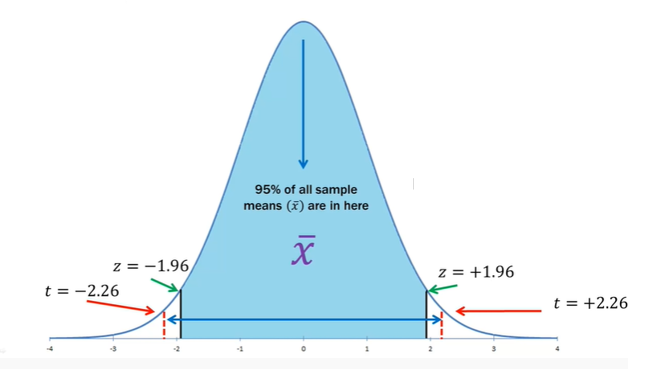 95% of all sample
means (x̄) are in here
x̄
z = −1.96
z = +1.96
t = −2.26
t = +2.26
-4 -3 -2 -1 0 1 2 3 4